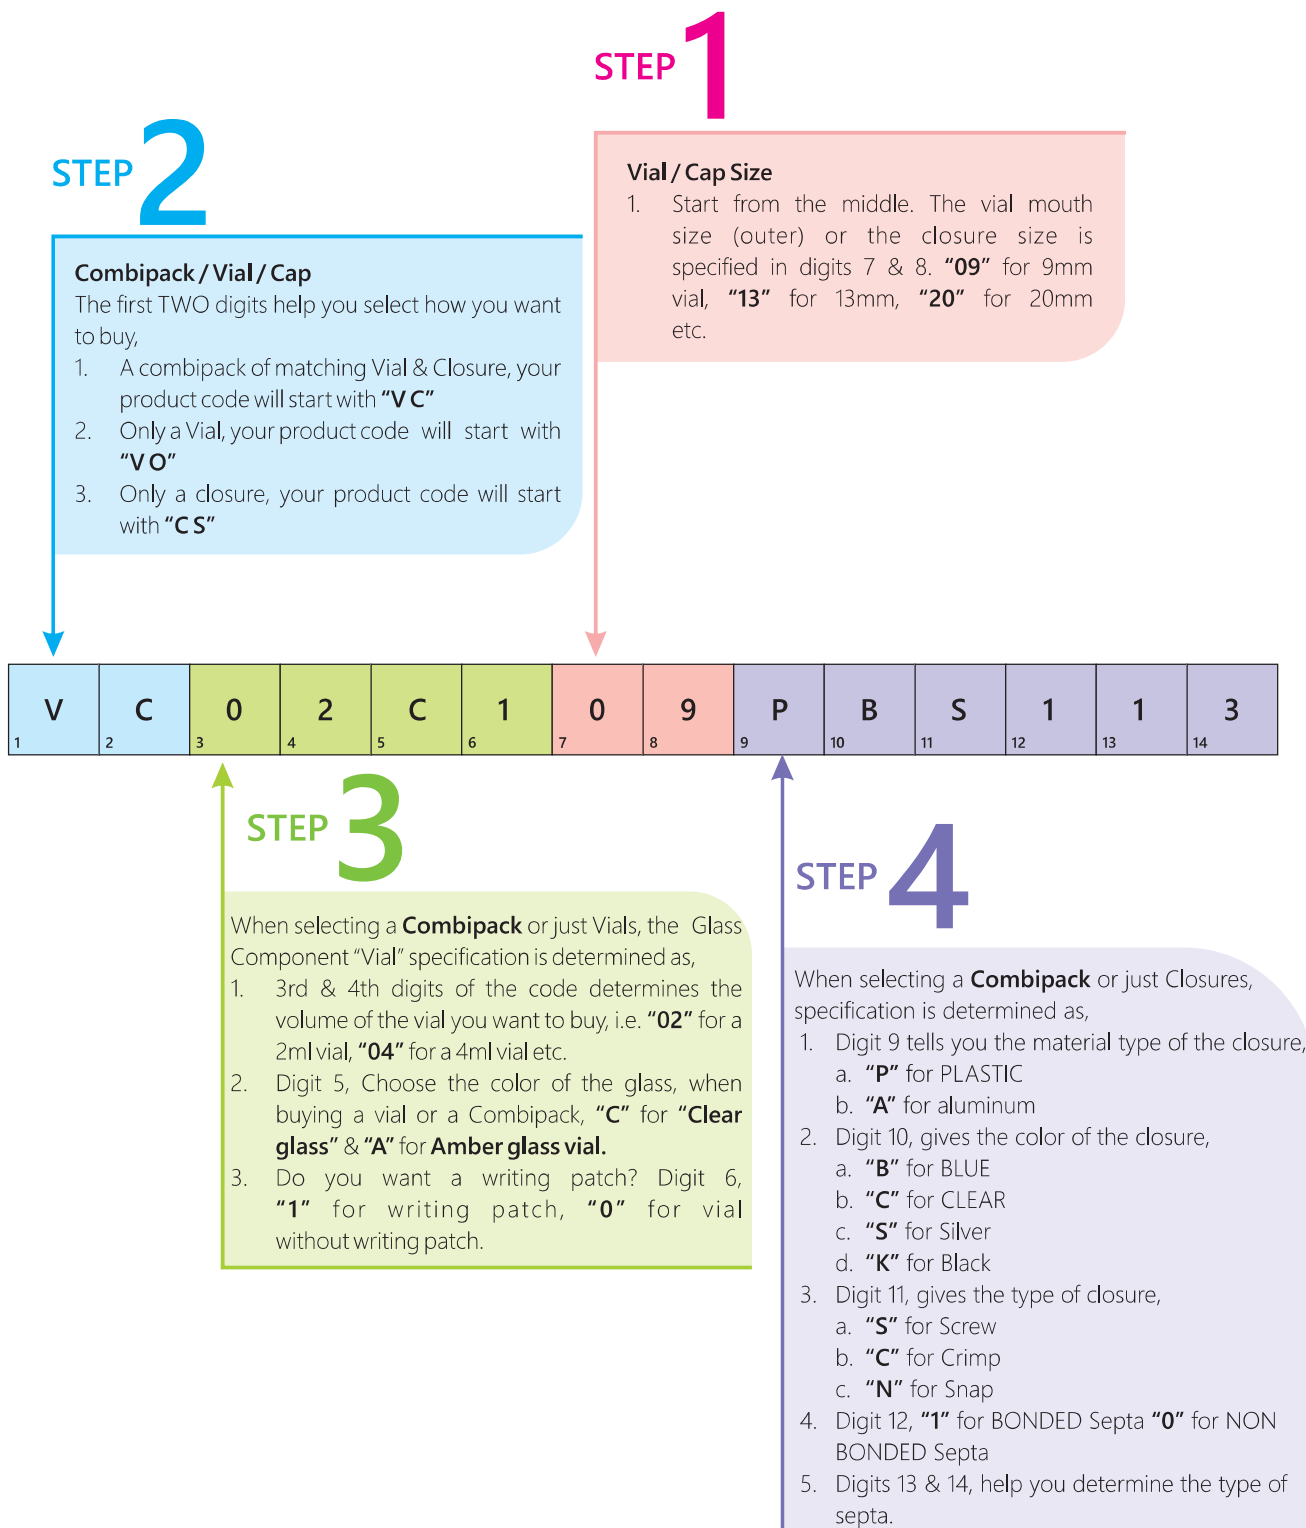 STEP 1
Vial / Cap Size
1. Start from the middle. The vial mouth
size (outer) or the closure size is
specified in digits 7 & 8. “09” for 9mm
vial, “13” for 13mm, “20” for 20mm
etc.
STEP 2
Combipack / Vial / Cap
The first TWO digits help you select how you want
to buy,
1. A combipack of matching Vial & Closure, your
product code will start with “V C”
2. Only a Vial, your product code will start with
“V O”
3. Only a closure, your product code will start
with “C S”
V C 0 2 C 1 0 9 P B S 1 1 3
1 2 3 4 5 6 7 8 9 10 11 12 13 14
STEP 3
When selecting a Combipack or just Vials, the Glass
Component “Vial” specification is determined as,
1. 3rd & 4th digits of the code determines the
volume of the vial you want to buy, i.e. “02” for a
2ml vial, “04” for a 4ml vial etc.
2. Digit 5, Choose the color of the glass, when
buying a vial or a Combipack, “C” for “Clear
glass” & “A” for Amber glass vial.
3. Do you want a writing patch? Digit 6,
“1” for writing patch, “0” for vial
without writing patch.
STEP 4
When selecting a Combipack or just Closures,
specification is determined as,
1. Digit 9 tells you the material type of the closure,
a. “P” for PLASTIC
b. “A” for aluminum
2. Digit 10, gives the color of the closure,
a. “B” for BLUE
b. “C” for CLEAR
c. “S” for Silver
d. “K” for Black
3. Digit 11, gives the type of closure,
a. “S” for Screw
b. “C” for Crimp
c. “N” for Snap
4. Digit 12, “1” for BONDED Septa “0” for NON
BONDED Septa
5. Digits 13 & 14, help you determine the type of
septa.